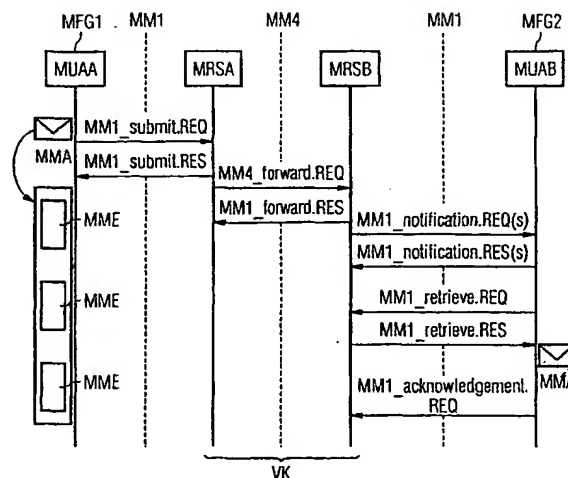 MFG1
MM1
MM4
MM1
MFG2
MUAA
MRSA
MRSB
MUAB
MMA
MM1_submit.REQ
MM1_submit.RES
MM4_forward.REQ
MM1_forward.RES
MME
MM1_notification.REQ(s)
MM1_notification.RES(s)
MME
MM1_retrieve.REQ
MM1_retrieve.RES
MMA
MME
MM1_acknowledgement.
REQ
VK